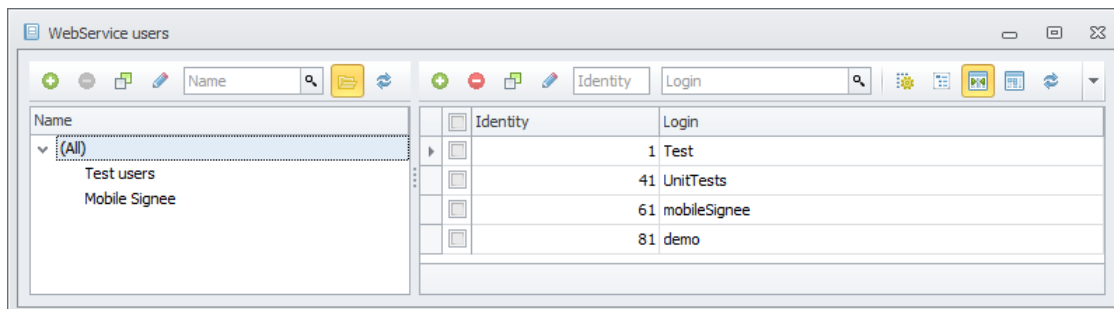 WebService users
Name
Identity Login
Name
(All)
Test users
Mobile Signee
Identity Login
1 Test
41 UnitTests
61 mobileSignee
81 demo